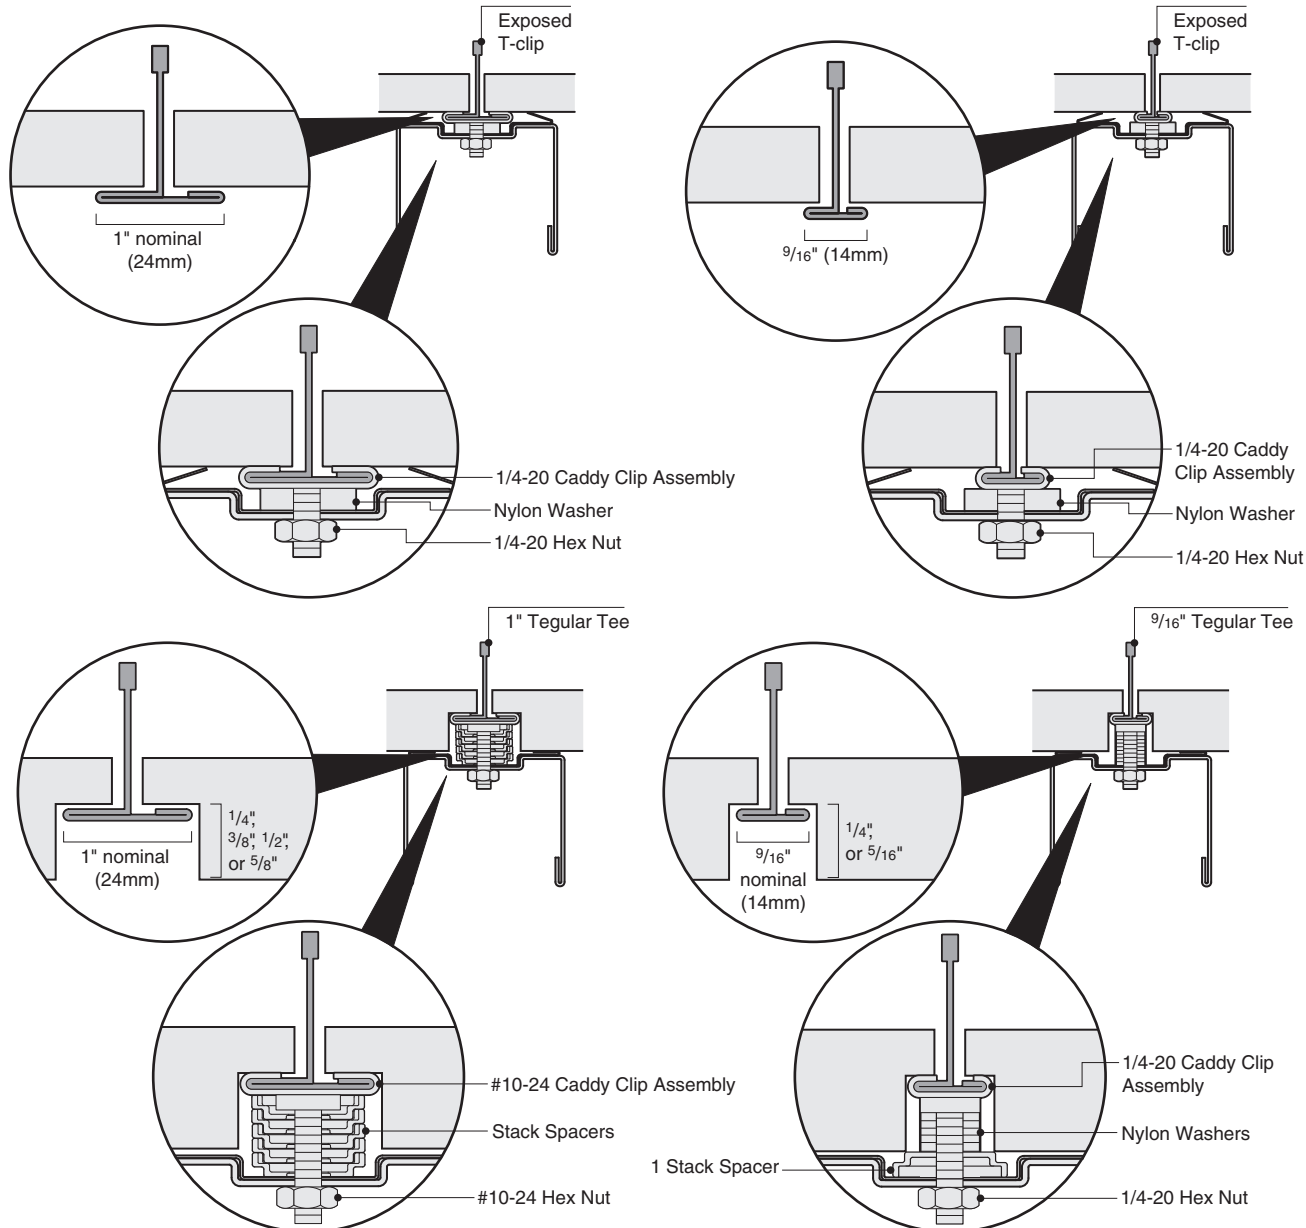 Exposed
T-clip
1" nominal
(24mm)
1/4-20 Caddy Clip Assembly
Nylon Washer
1/4-20 Hex Nut
Exposed
T-clip
9/16" (14mm)
1/4-20 Caddy
Clip Assembly
Nylon Washer
1/4-20 Hex Nut
1" Tegular Tee
1" nominal
(24mm)
1/4",
3/8", 1/2",
or 5/8"
#10-24 Caddy Clip Assembly
Stack Spacers
#10-24 Hex Nut
9/16" Tegular Tee
9/16"
nominal
(14mm)
1/4",
or 5/16"
1/4-20 Caddy Clip
Assembly
Nylon Washers
1 Stack Spacer
1/4-20 Hex Nut